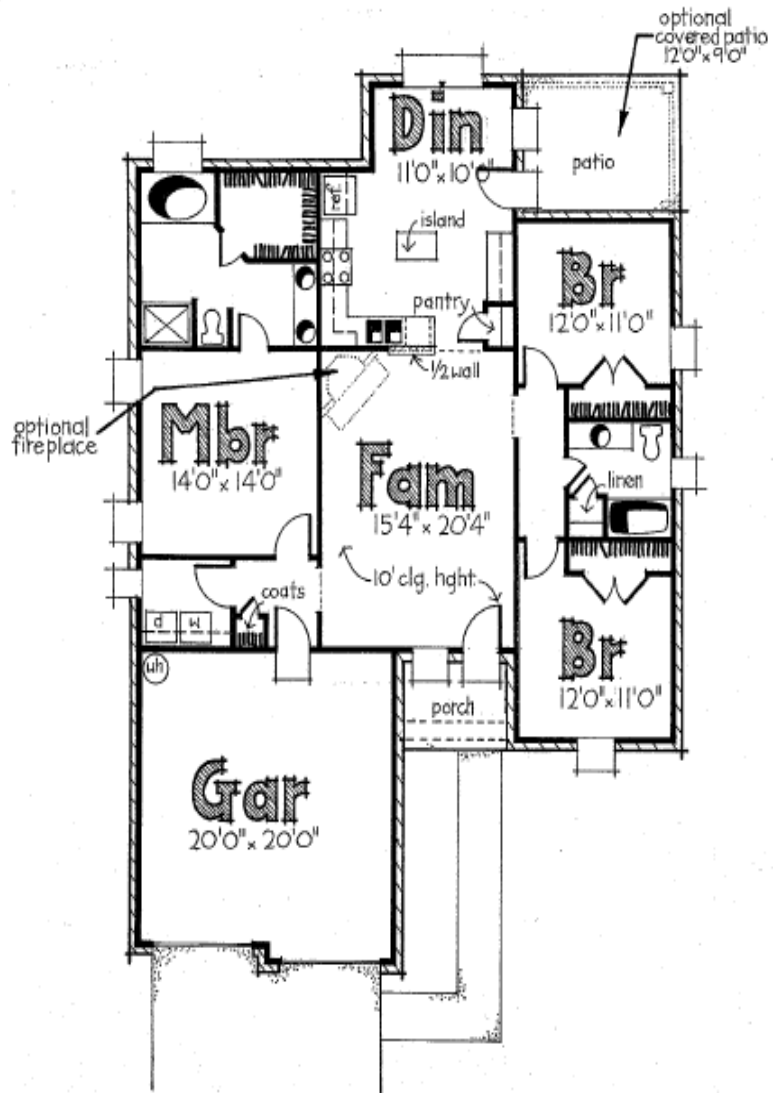 optional
covered patio
12'0" x 9'0"
Din
11'0" x 10'0"
patio
ref.
island
Br
12'0" x 11'0"
pantry
1/2 wall
optional
fireplace
Mbr
14'0" x 14'0"
Fam
15'4" x 20'4"
linen
10' clg. hght.
coats
d
w
Br
12'0" x 11'0"
wh
porch
Gar
20'0" x 20'0"